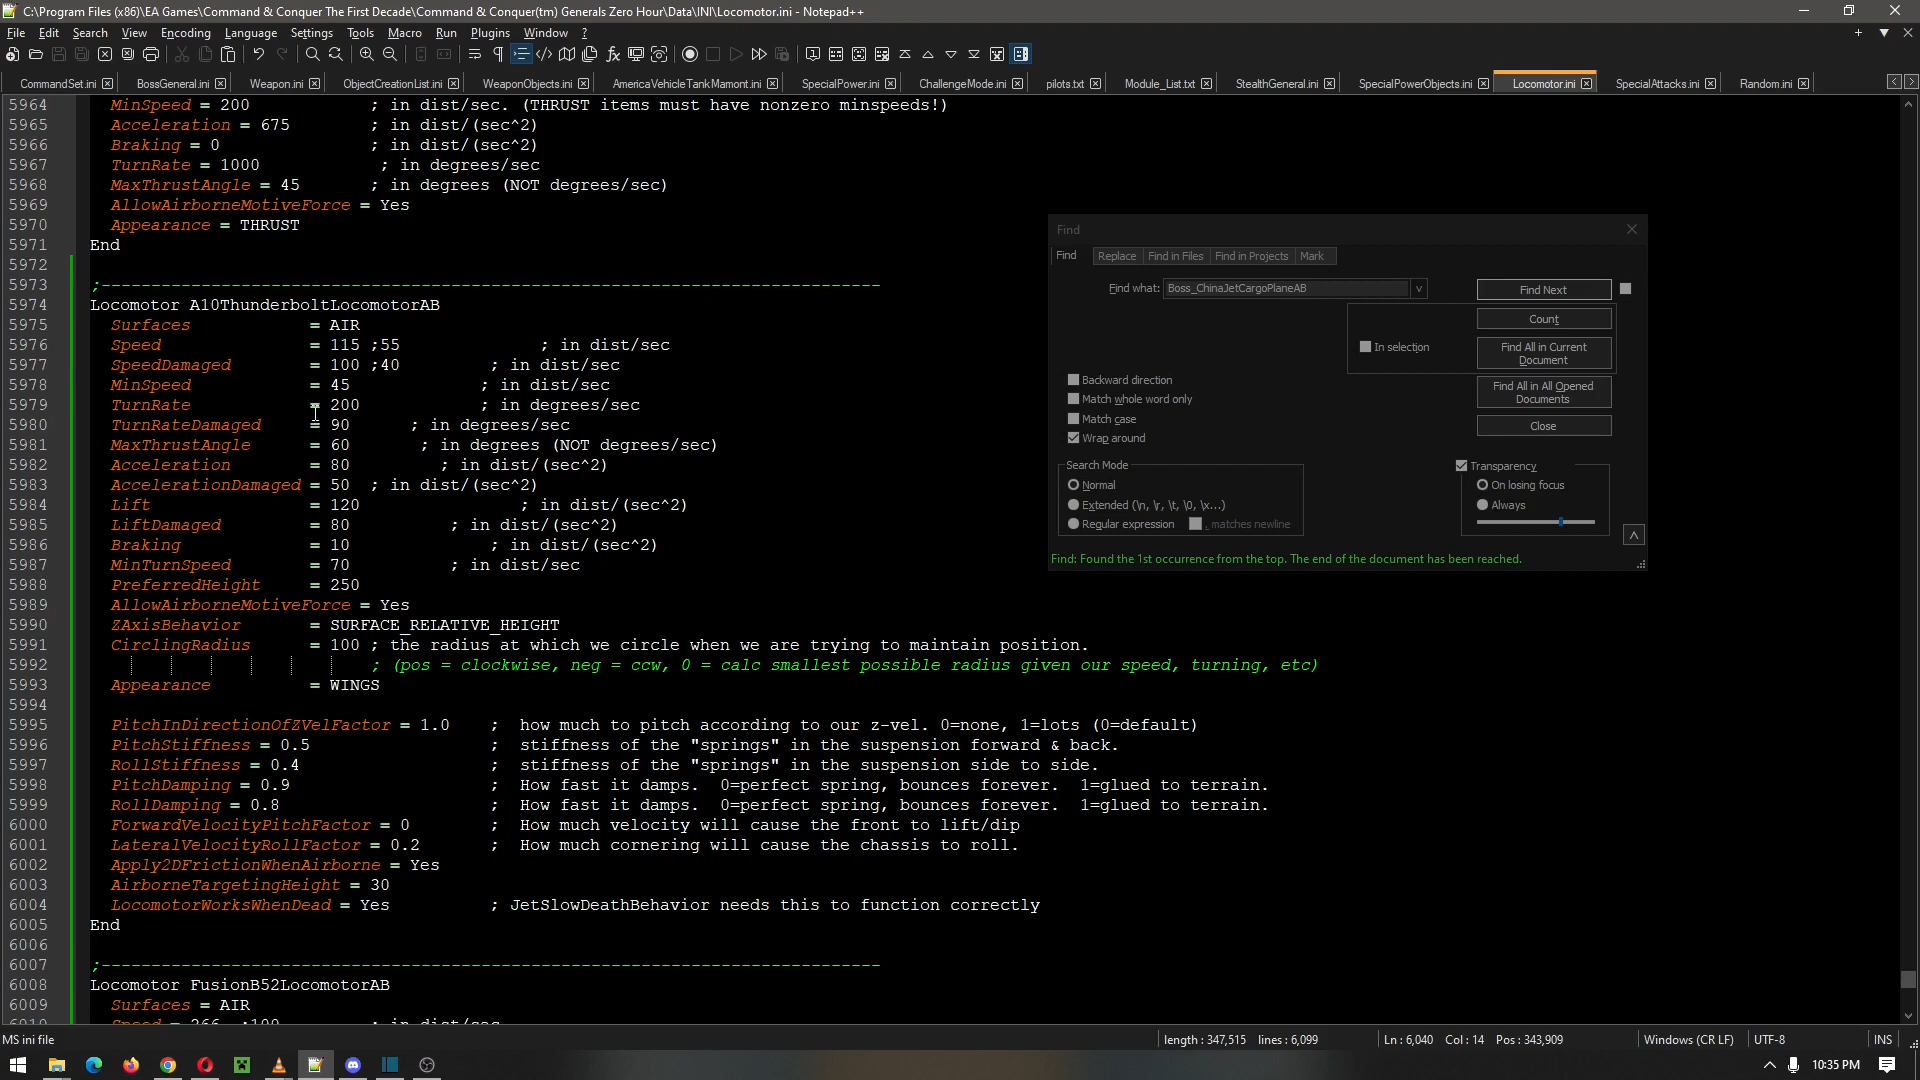 C:\Program Files (x86)\EA Games\Command & Conquer The First Decade\Command & Conquer(tm) Generals Zero Hour\Data\INI\Locomotor.ini - Notepad++
File Edit Search View Encoding Language Settings Tools Macro Run Plugins Window ?
CommandSet.ini BossGeneral.ini Weapon.ini ObjectCreationList.ini WeaponObjects.ini AmericaVehicleTankMamont.ini SpecialPower.ini ChallengeMode.ini pilots.txt Module_List.txt StealthGeneral.ini SpecialPowerObjects.ini Locomotor.ini SpecialAttacks.ini Random.ini
5964 MinSpeed = 200 ; in dist/sec. (THRUST items must have nonzero minspeeds!)
5965 Acceleration = 675 ; in dist/(sec^2)
5966 Braking = 0 ; in dist/(sec^2)
5967 TurnRate = 1000 ; in degrees/sec
5968 MaxThrustAngle = 45 ; in degrees (NOT degrees/sec)
5969 AllowAirborneMotiveForce = Yes
5970 Appearance = THRUST
5971 End
5972
5973 ;------------------------------------------------------------------------------
5974 Locomotor A10ThunderboltLocomotorAB
5975 Surfaces = AIR
5976 Speed = 115 ;55 ; in dist/sec
5977 SpeedDamaged = 100 ;40 ; in dist/sec
5978 MinSpeed = 45 ; in dist/sec
5979 TurnRate = 200 ; in degrees/sec
5980 TurnRateDamaged = 90 ; in degrees/sec
5981 MaxThrustAngle = 60 ; in degrees (NOT degrees/sec)
5982 Acceleration = 80 ; in dist/(sec^2)
5983 AccelerationDamaged = 50 ; in dist/(sec^2)
5984 Lift = 120 ; in dist/(sec^2)
5985 LiftDamaged = 80 ; in dist/(sec^2)
5986 Braking = 10 ; in dist/(sec^2)
5987 MinTurnSpeed = 70 ; in dist/sec
5988 PreferredHeight = 250
5989 AllowAirborneMotiveForce = Yes
5990 ZAxisBehavior = SURFACE_RELATIVE_HEIGHT
5991 CirclingRadius = 100 ; the radius at which we circle when we are trying to maintain position.
5992 ; (pos = clockwise, neg = ccw, 0 = calc smallest possible radius given our speed, turning, etc)
5993 Appearance = WINGS
5994
5995 PitchInDirectionOfZVelFactor = 1.0 ; how much to pitch according to our z-vel. 0=none, 1=lots (0=default)
5996 PitchStiffness = 0.5 ; stiffness of the "springs" in the suspension forward & back.
5997 RollStiffness = 0.4 ; stiffness of the "springs" in the suspension side to side.
5998 PitchDamping = 0.9 ; How fast it damps. 0=perfect spring, bounces forever. 1=glued to terrain.
5999 RollDamping = 0.8 ; How fast it damps. 0=perfect spring, bounces forever. 1=glued to terrain.
6000 ForwardVelocityPitchFactor = 0 ; How much velocity will cause the front to lift/dip
6001 LateralVelocityRollFactor = 0.2 ; How much cornering will cause the chassis to roll.
6002 Apply2DFrictionWhenAirborne = Yes
6003 AirborneTargetingHeight = 30
6004 LocomotorWorksWhenDead = Yes ; JetSlowDeathBehavior needs this to function correctly
6005 End
6006
6007 ;------------------------------------------------------------------------------
6008 Locomotor FusionB52LocomotorAB
6009 Surfaces = AIR
6010 Speed = 266 ;100 ; in dist/sec
Find
Find Replace Find in Files Find in Projects Mark
Find what: Boss_ChinaJetCargoPlaneAB Find Next
Count
In selection
Find All in Current Document
Find All in All Opened Documents
Close
Backward direction
Match whole word only
Match case
Wrap around
Search Mode
Normal
Extended (\n, \r, \t, \0, \x...)
Regular expression . matches newline
Transparency
On losing focus
Always
Find: Found the 1st occurrence from the top. The end of the document has been reached.
MS ini file length : 347,515 lines : 6,099 Ln : 6,040 Col : 14 Pos : 343,909 Windows (CR LF) UTF-8 INS
10:35 PM